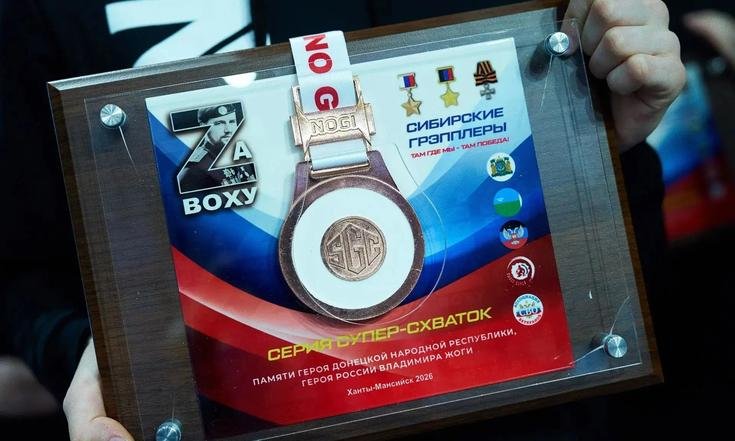 NO G
NOGI
ZА
ВОХУ
СИБИРСКИЕ
ГРЭППЛЕРЫ
ТАМ ГДЕ МЫ - ТАМ ПОБЕДА!
SGC
СВО
СЕРИЯ СУПЕР-СХВАТОК
ПАМЯТИ ГЕРОЯ ДОНЕЦКОЙ НАРОДНОЙ РЕСПУБЛИКИ,
ГЕРОЯ РОССИИ ВЛАДИМИРА ЖОГИ
Ханты-Мансийск 2026